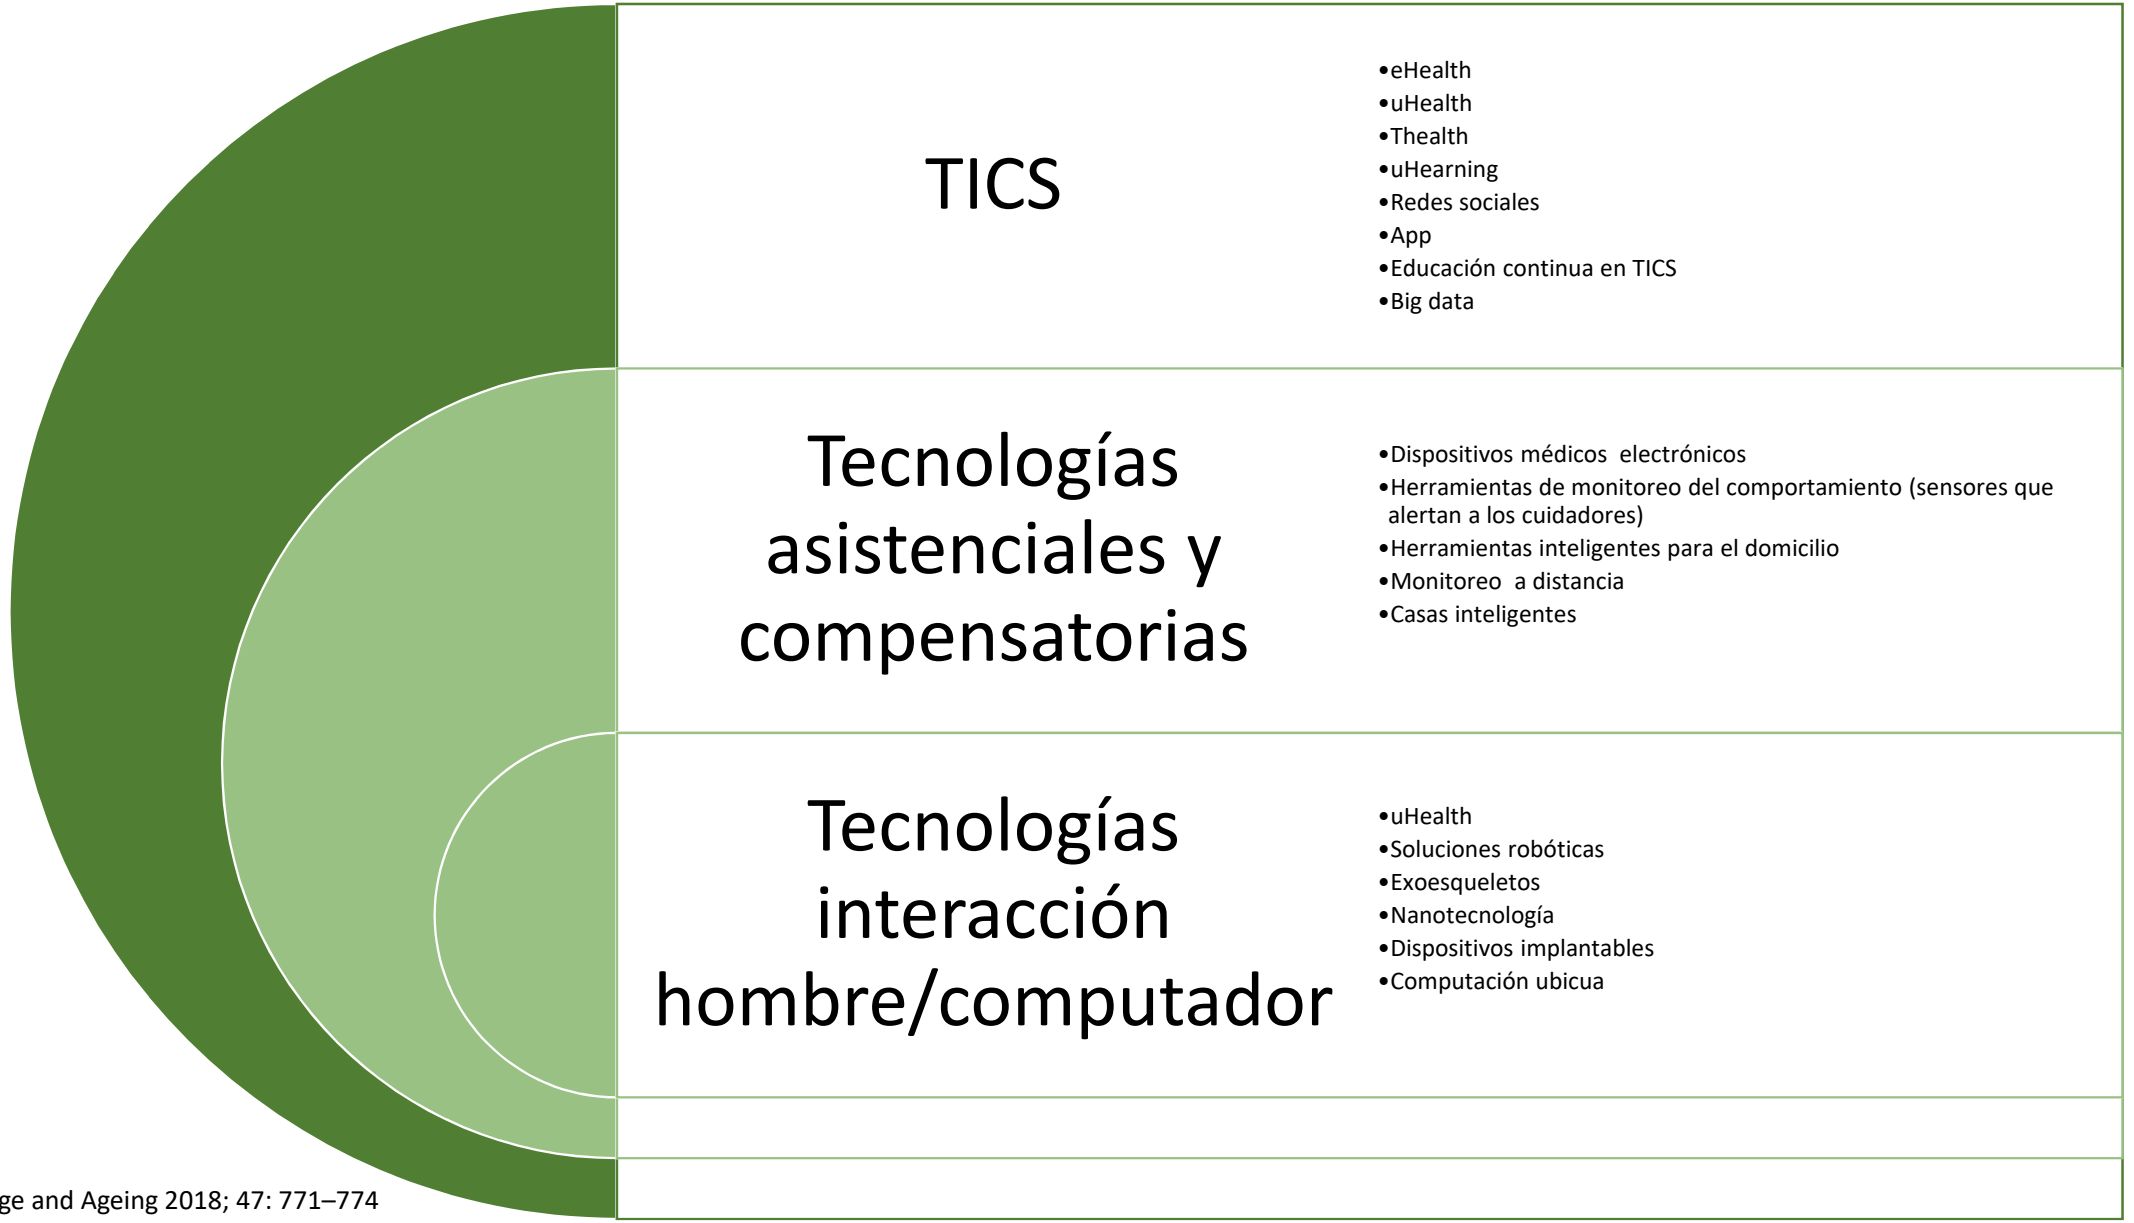 TICS
•eHealth
•uHealth
•Thealth
•uHearning
•Redes sociales
•App
•Educación continua en TICS
•Big data
Tecnologías
asistenciales y
compensatorias
•Dispositivos médicos electrónicos
•Herramientas de monitoreo del comportamiento (sensores que
alertan a los cuidadores)
•Herramientas inteligentes para el domicilio
•Monitoreo a distancia
•Casas inteligentes
Tecnologías
interacción
hombre/computador
•uHealth
•Soluciones robóticas
•Exoesqueletos
•Nanotecnología
•Dispositivos implantables
•Computación ubicua
ge and Ageing 2018; 47: 771–774